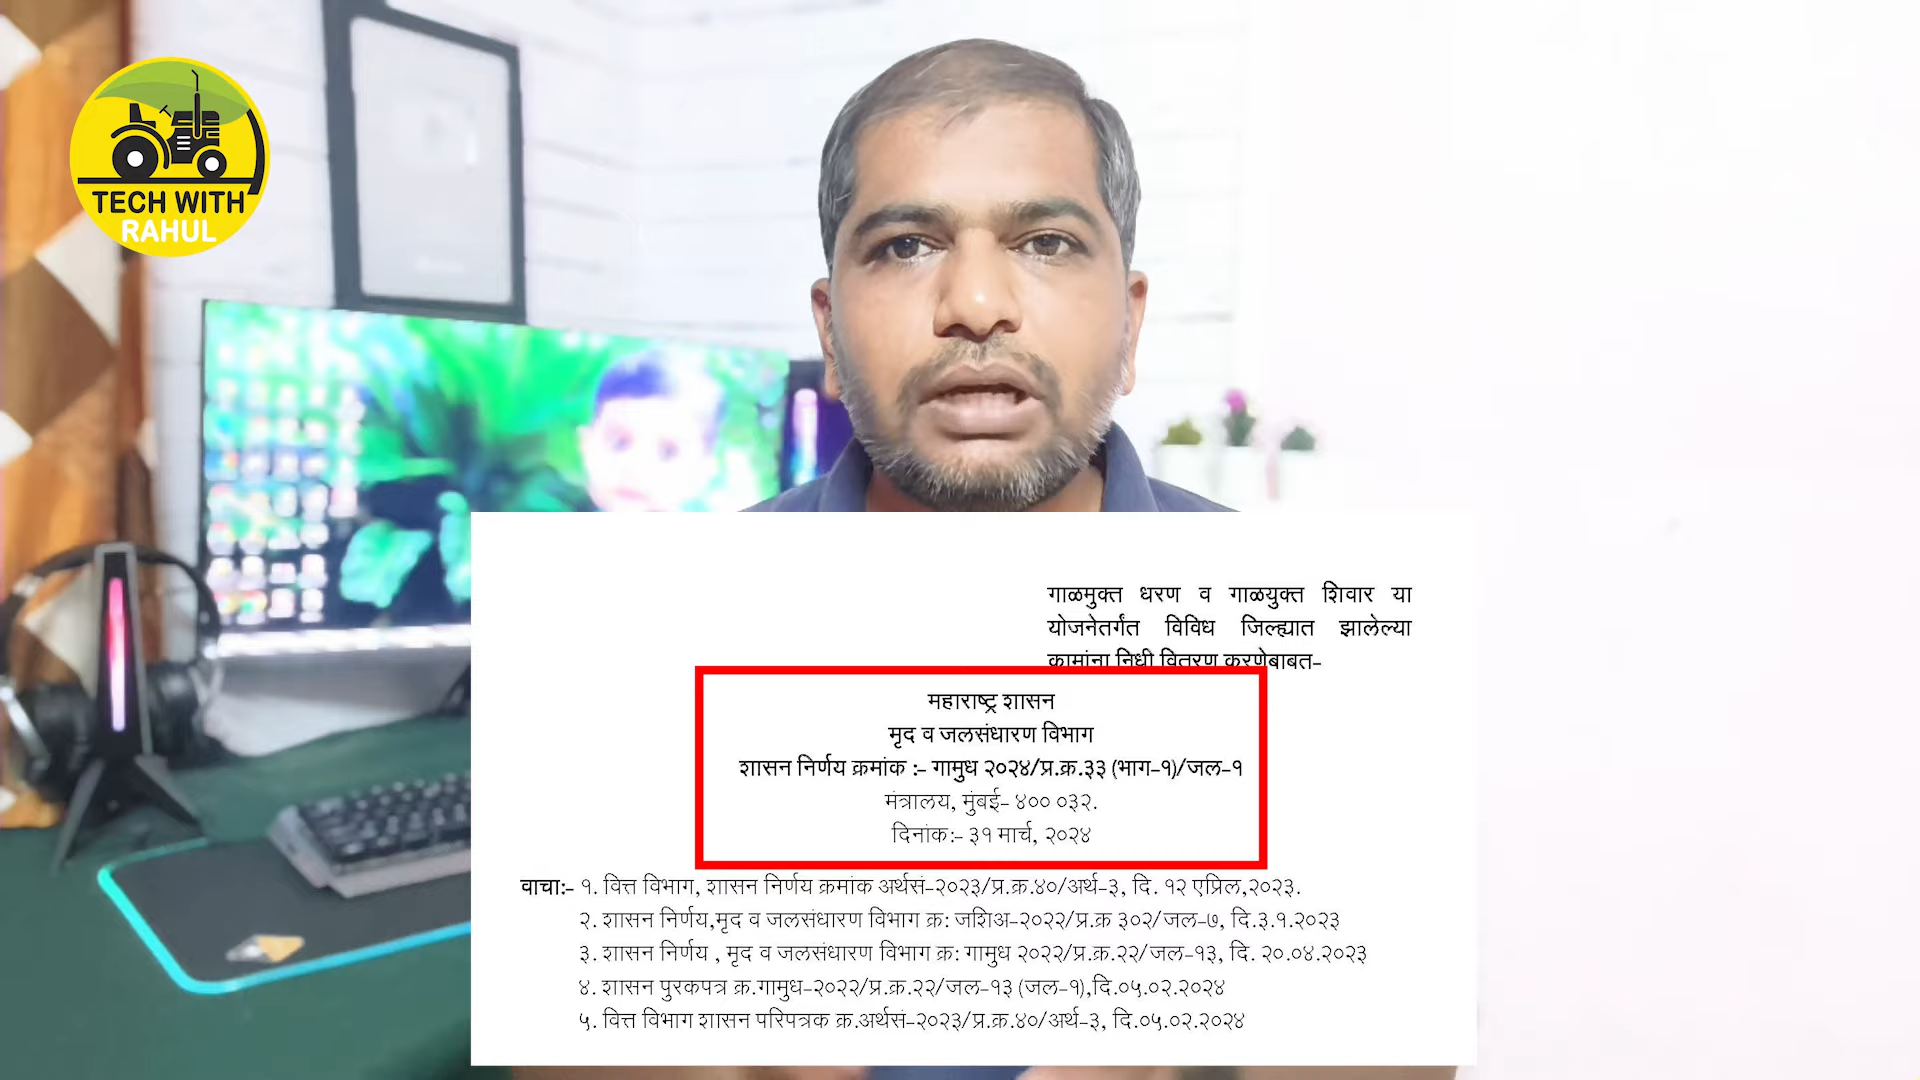 TECH WITH
RAHUL
गाळमुक्त धरण व गाळयुक्त शिवार या
योजनेतर्गंत विविध जिल्ह्यात झालेल्या
कामांना निधी वितरण करणेबाबत-
महाराष्ट्र शासन
मृद व जलसंधारण विभाग
शासन निर्णय क्रमांक :- गामुध २०२४/प्र.क्र.३३ (भाग-१)/जल-१
मंत्रालय, मुंबई- ४०० ०३२.
दिनांक:- ३१ मार्च, २०२४
वाचा:- १. वित्त विभाग, शासन निर्णय क्रमांक अर्थसं-२०२३/प्र.क्र.४०/अर्थ-३, दि. १२ एप्रिल,२०२३.
२. शासन निर्णय,मृद व जलसंधारण विभाग क्र: जशिअ-२०२२/प्र.क्र ३०२/जल-७, दि.३.१.२०२३
३. शासन निर्णय , मृद व जलसंधारण विभाग क्र: गामुध २०२२/प्र.क्र.२२/जल-१३, दि. २०.०४.२०२३
४. शासन पुरकपत्र क्र.गामुध-२०२२/प्र.क्र.२२/जल-१३ (जल-१),दि.०५.०२.२०२४
५. वित्त विभाग शासन परिपत्रक क्र.अर्थसं-२०२३/प्र.क्र.४०/अर्थ-३, दि.०५.०२.२०२४